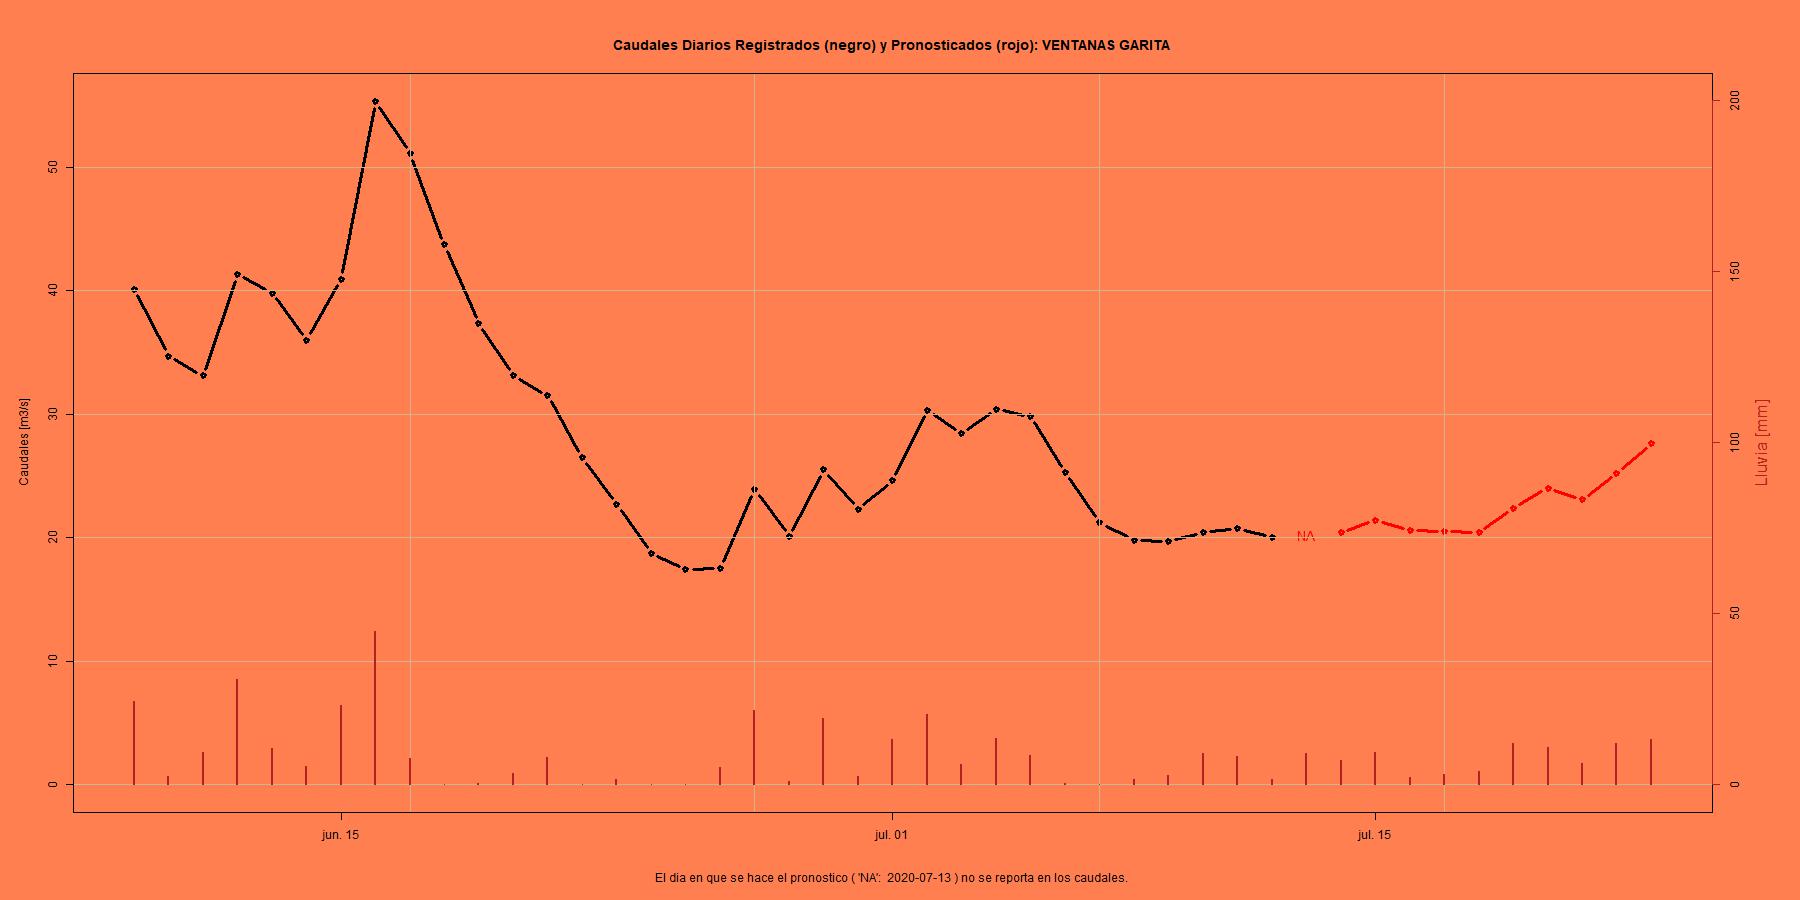 Caudales Diarios Registrados (negro) y Pronosticados (rojo): VENTANAS GARITA
Caudales [m3/s]
50
40
30
20
10
0
200
150
100
50
0
Lluvia [mm]
NA
jun. 15
jul. 01
jul. 15
El dia en que se hace el pronostico ( 'NA':  2020-07-13 ) no se reporta en los caudales.